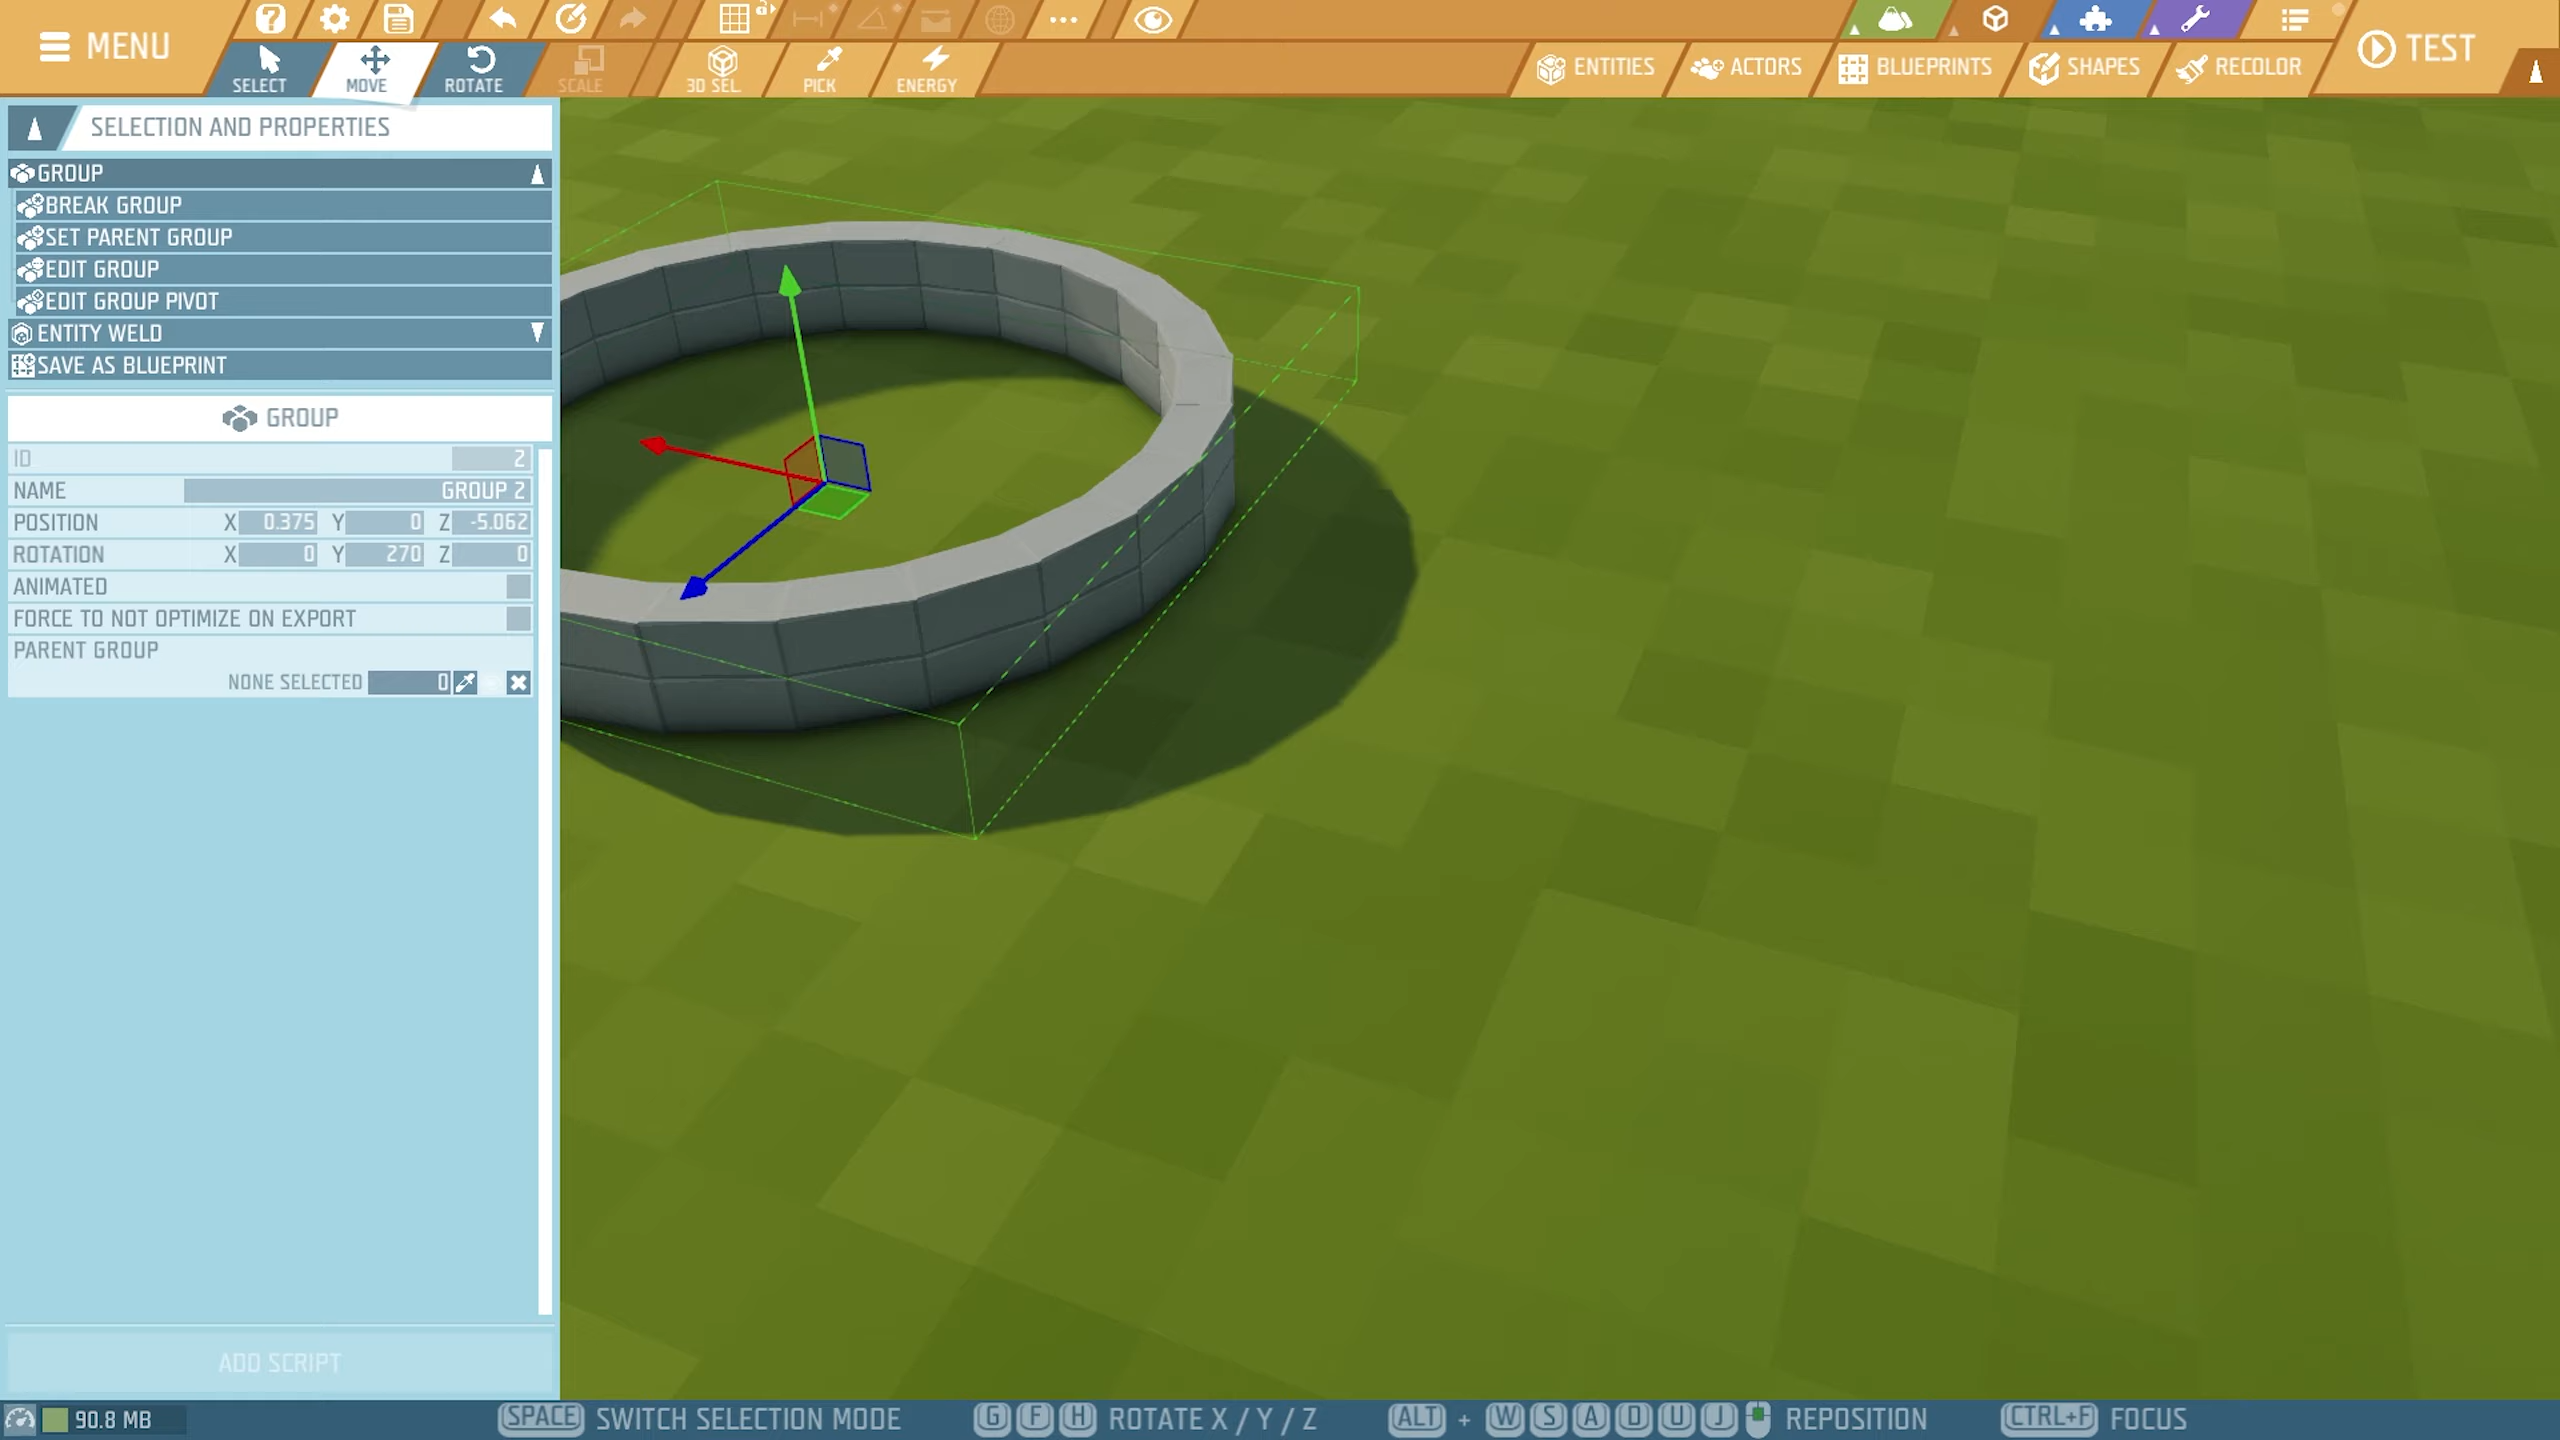 MENU
SELECT
MOVE
ROTATE
SCALE
3D SEL.
PICK
ENERGY
ENTITIES
ACTORS
BLUEPRINTS
SHAPES
RECOLOR
TEST
SELECTION AND PROPERTIES
GROUP
BREAK GROUP
SET PARENT GROUP
EDIT GROUP
EDIT GROUP PIVOT
ENTITY WELD
SAVE AS BLUEPRINT
GROUP
ID 2
NAME GROUP 2
POSITION X 0.375 Y 0 Z -5.062
ROTATION X 0 Y 270 Z 0
ANIMATED
FORCE TO NOT OPTIMIZE ON EXPORT
PARENT GROUP
NONE SELECTED 0
ADD SCRIPT
90.8 MB
SPACE SWITCH SELECTION MODE
G F H ROTATE X / Y / Z
ALT + W S A D U J REPOSITION
CTRL+F FOCUS